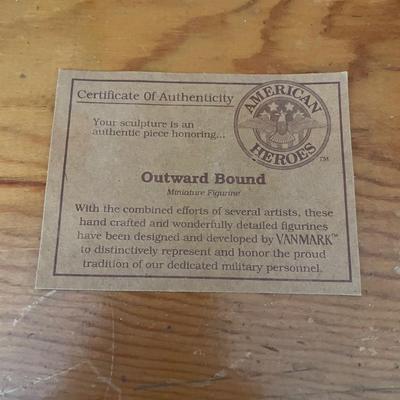 Certificate Of Authenticity
AMERICAN
HEROES
TM
Your sculpture is an
authentic piece honoring...
Outward Bound
Miniature Figurine
With the combined efforts of several artists, these
hand crafted and wonderfully detailed figurines
have been designed and developed by VANMARK™
to distinctively represent and honor the proud
tradition of our dedicated military personnel.